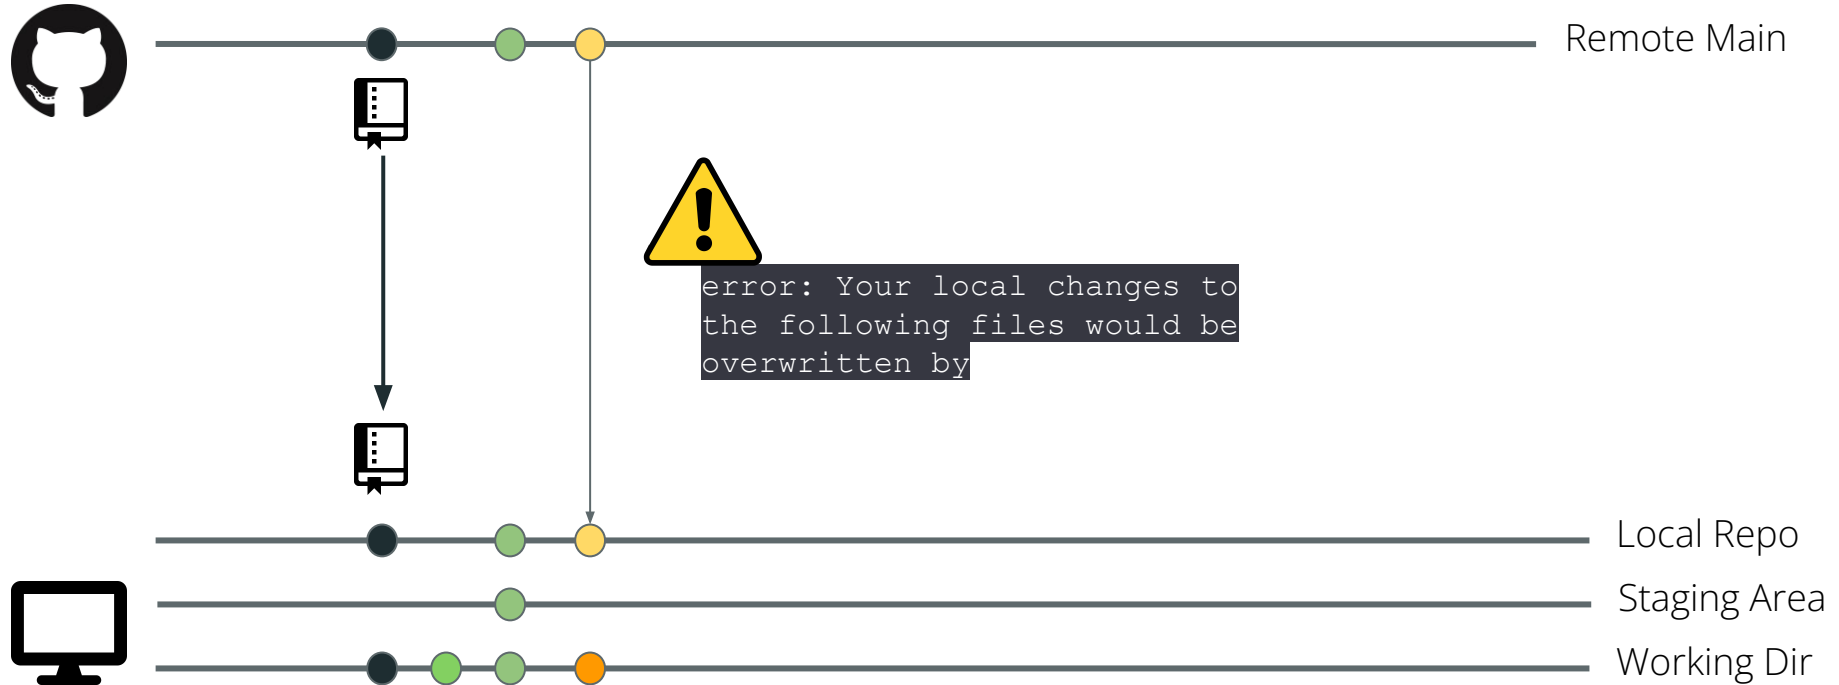 Remote Main
error: Your local changes to
the following files would be
overwritten by
Local Repo
Staging Area
Working Dir